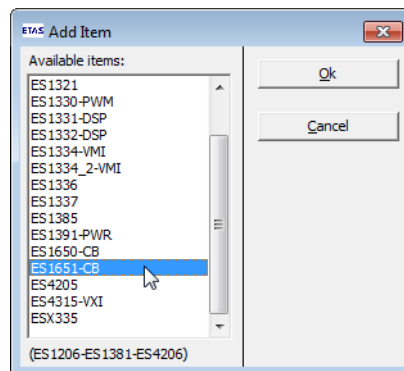 ETAS Add Item
Available items:
ES1321
ES1330-PWM
ES1331-DSP
ES1332-DSP
ES1334-VMI
ES1334_2-VMI
ES1336
ES1337
ES1385
ES1391-PWR
ES1650-CB
ES1651-CB
ES4205
ES4315-VXI
ESX335
(ES1206-ES1381-ES4206)
Ok
Cancel